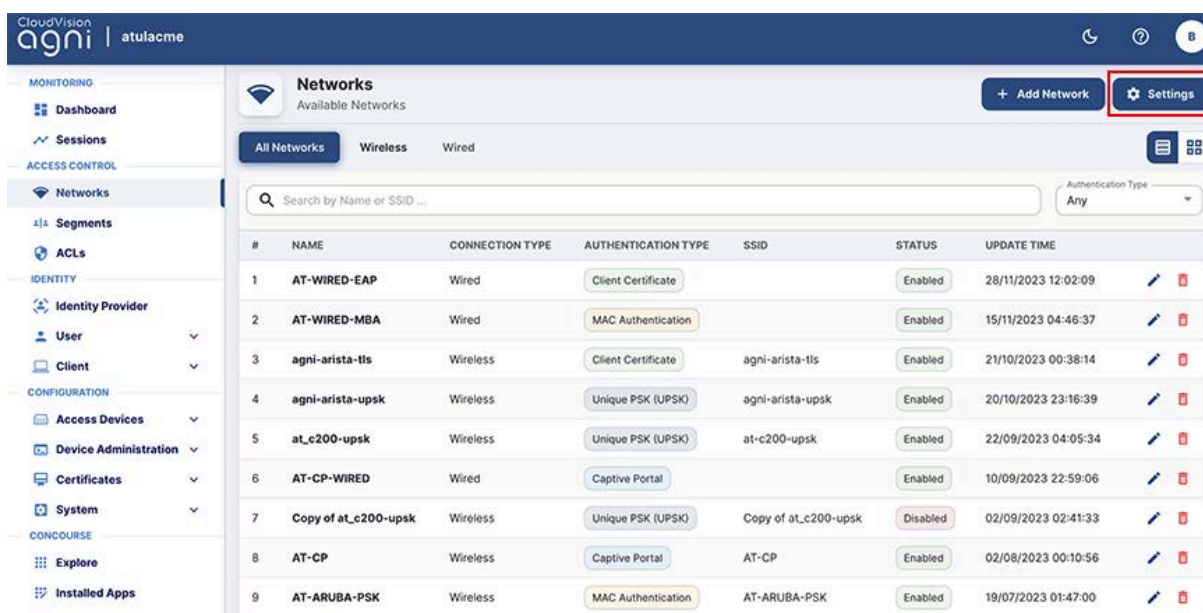 CloudVision
agni | atulacme
B
MONITORING
Dashboard
Sessions
ACCESS CONTROL
Networks
Segments
ACLs
IDENTITY
Identity Provider
User
Client
CONFIGURATION
Access Devices
Device Administration
Certificates
System
CONCOURSE
Explore
Installed Apps
Networks
Available Networks
+ Add Network
Settings
All Networks Wireless Wired
Search by Name or SSID ...
Authentication Type
Any
# NAME CONNECTION TYPE AUTHENTICATION TYPE SSID STATUS UPDATE TIME
1 AT-WIRED-EAP Wired Client Certificate Enabled 28/11/2023 12:02:09
2 AT-WIRED-MBA Wired MAC Authentication Enabled 15/11/2023 04:46:37
3 agni-arista-tls Wireless Client Certificate agni-arista-tls Enabled 21/10/2023 00:38:14
4 agni-arista-upsk Wireless Unique PSK (UPSK) agni-arista-upsk Enabled 20/10/2023 23:16:39
5 at_c200-upsk Wireless Unique PSK (UPSK) at-c200-upsk Enabled 22/09/2023 04:05:34
6 AT-CP-WIRED Wired Captive Portal Enabled 10/09/2023 22:59:06
7 Copy of at_c200-upsk Wireless Unique PSK (UPSK) Copy of at_c200-upsk Disabled 02/09/2023 02:41:33
8 AT-CP Wireless Captive Portal AT-CP Enabled 02/08/2023 00:10:56
9 AT-ARUBA-PSK Wireless MAC Authentication AT-ARUBA-PSK Enabled 19/07/2023 01:47:00